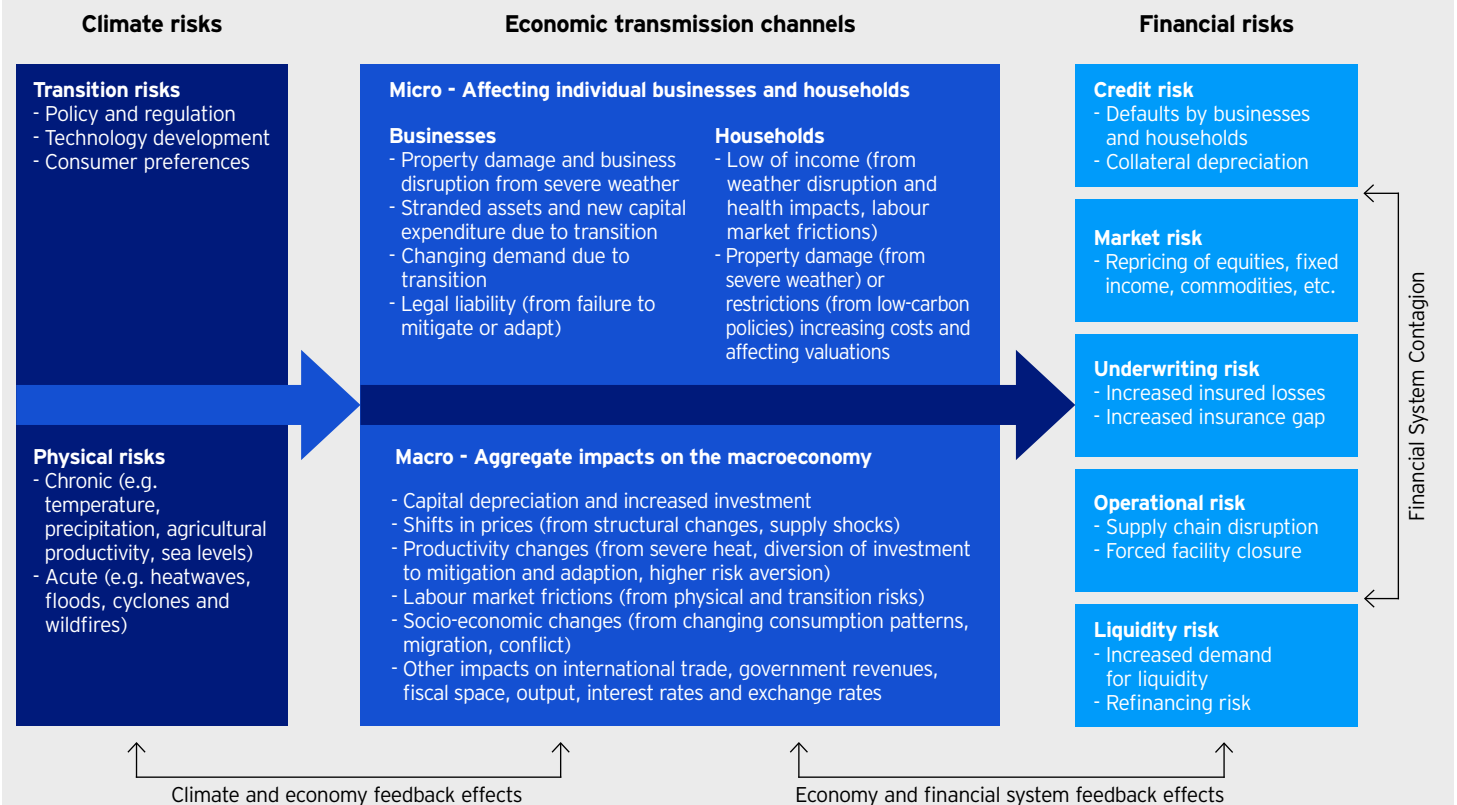 Climate risks
Economic transmission channels
Financial risks
Transition risks
- Policy and regulation
- Technology development
- Consumer preferences
Physical risks
- Chronic (e.g.
temperature,
precipitation, agricultural
productivity, sea levels)
- Acute (e.g. heatwaves,
floods, cyclones and
wildfires)
Micro - Affecting individual businesses and households
Businesses
- Property damage and business
disruption from severe weather
- Stranded assets and new capital
expenditure due to transition
- Changing demand due to
transition
- Legal liability (from failure to
mitigate or adapt)
Households
- Low of income (from
weather disruption and
health impacts, labour
market frictions)
- Property damage (from
severe weather) or
restrictions (from low-carbon
policies) increasing costs and
affecting valuations
Macro - Aggregate impacts on the macroeconomy
- Capital depreciation and increased investment
- Shifts in prices (from structural changes, supply shocks)
- Productivity changes (from severe heat, diversion of investment
to mitigation and adaption, higher risk aversion)
- Labour market frictions (from physical and transition risks)
- Socio-economic changes (from changing consumption patterns,
migration, conflict)
- Other impacts on international trade, government revenues,
fiscal space, output, interest rates and exchange rates
Credit risk
- Defaults by businesses
and households
- Collateral depreciation
Market risk
- Repricing of equities, fixed
income, commodities, etc.
Underwriting risk
- Increased insured losses
- Increased insurance gap
Operational risk
- Supply chain disruption
- Forced facility closure
Liquidity risk
- Increased demand
for liquidity
- Refinancing risk
Financial System Contagion
Climate and economy feedback effects
Economy and financial system feedback effects